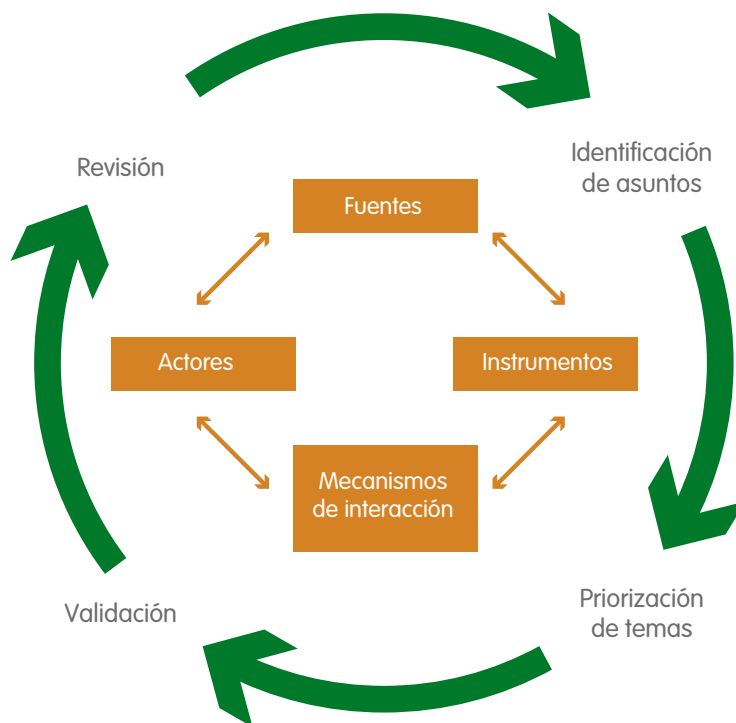 Revisión
Identificación
de asuntos
Fuentes
Actores
Instrumentos
Mecanismos
de interacción
Validación
Priorización
de temas